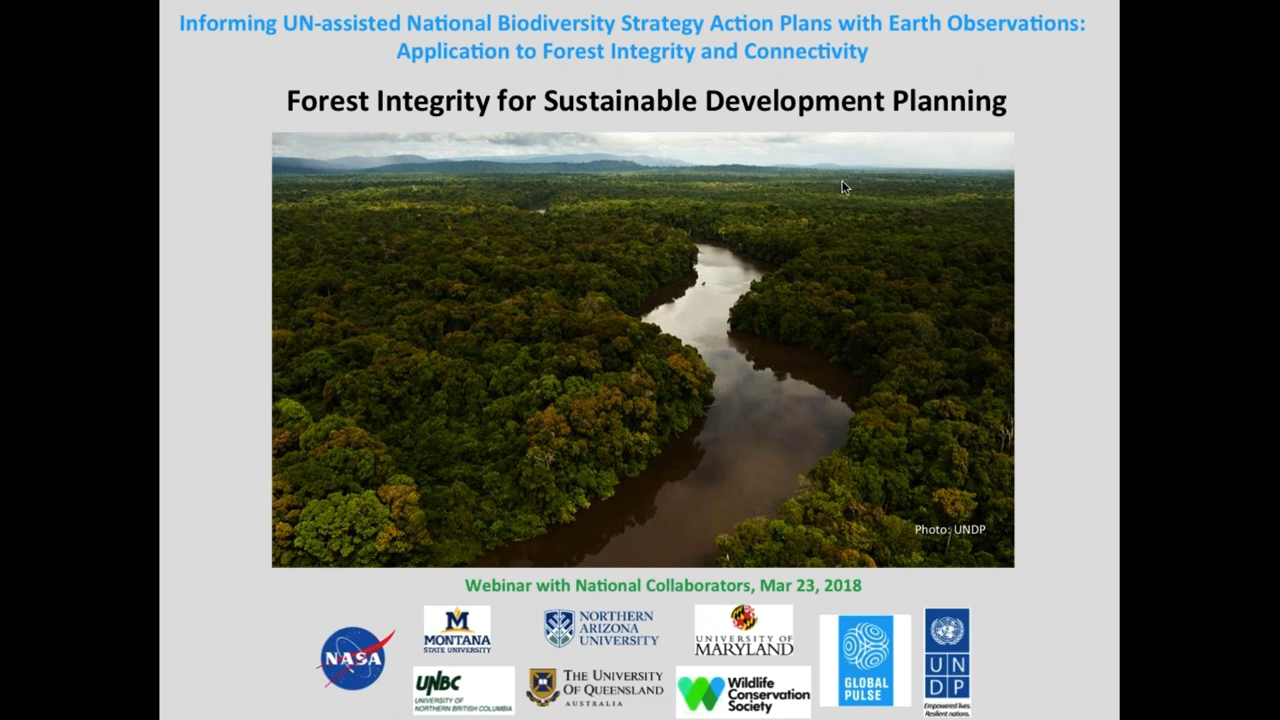 Informing UN-assisted National Biodiversity Strategy Action Plans with Earth Observations:
Application to Forest Integrity and Connectivity
Forest Integrity for Sustainable Development Planning
Photo: UNDP
Webinar with National Collaborators, Mar 23, 2018
NASA
M
MONTANA
STATE UNIVERSITY
NORTHERN
ARIZONA
UNIVERSITY
UNIVERSITY OF
MARYLAND
GLOBAL
PULSE
U N
D P
Empowered lives.
Resilient nations.
UNBC
UNIVERSITY OF
NORTHERN BRITISH COLUMBIA
THE UNIVERSITY
OF QUEENSLAND
AUSTRALIA
Wildlife
Conservation
Society